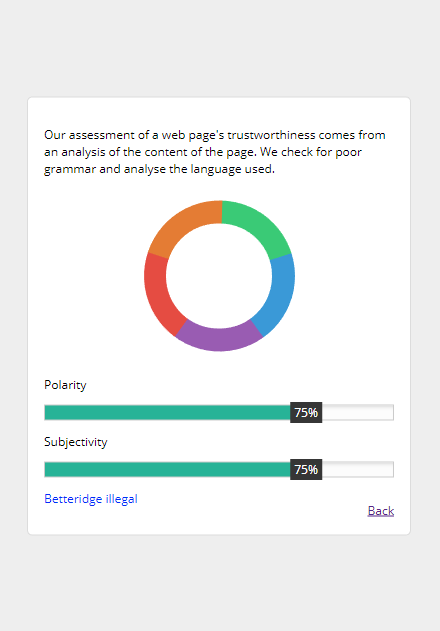 Our assessment of a web page's trustworthiness comes from
an analysis of the content of the page. We check for poor
grammar and analyse the language used.
Polarity
75%
Subjectivity
75%
Betteridge illegal
Back